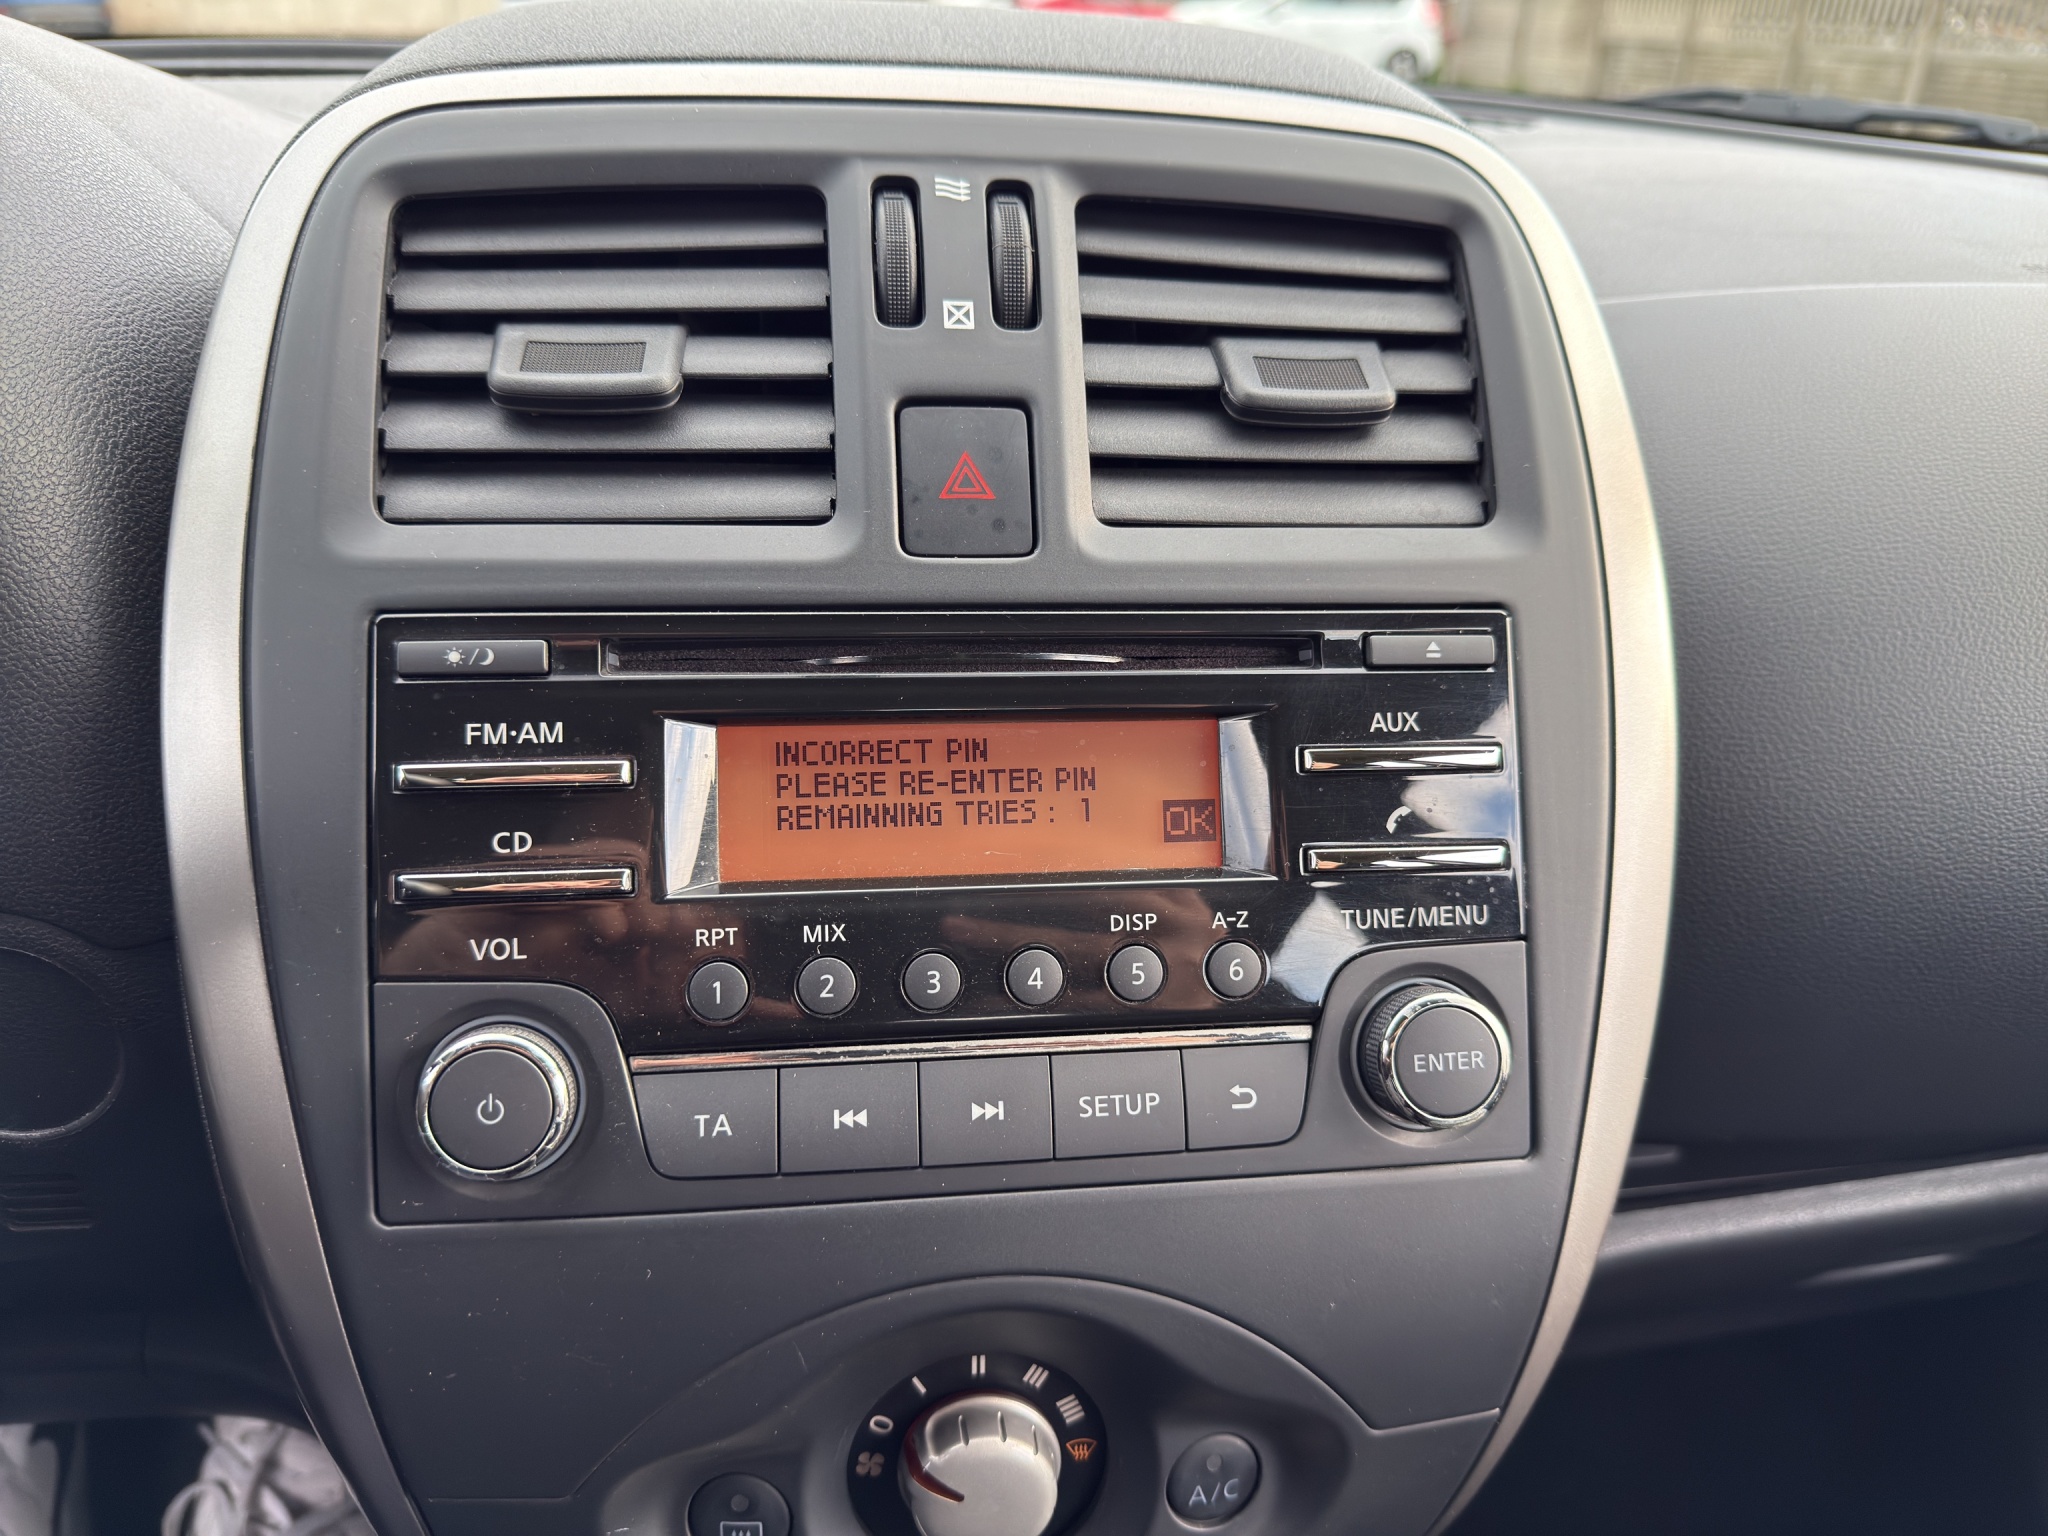 FM·AM
CD
VOL
INCORRECT PIN
PLEASE RE-ENTER PIN
REMAINNING TRIES : 1
OK
AUX
TUNE/MENU
RPT
MIX
DISP
A-Z
1 2 3 4 5 6
TA
SETUP
ENTER
0
A/C